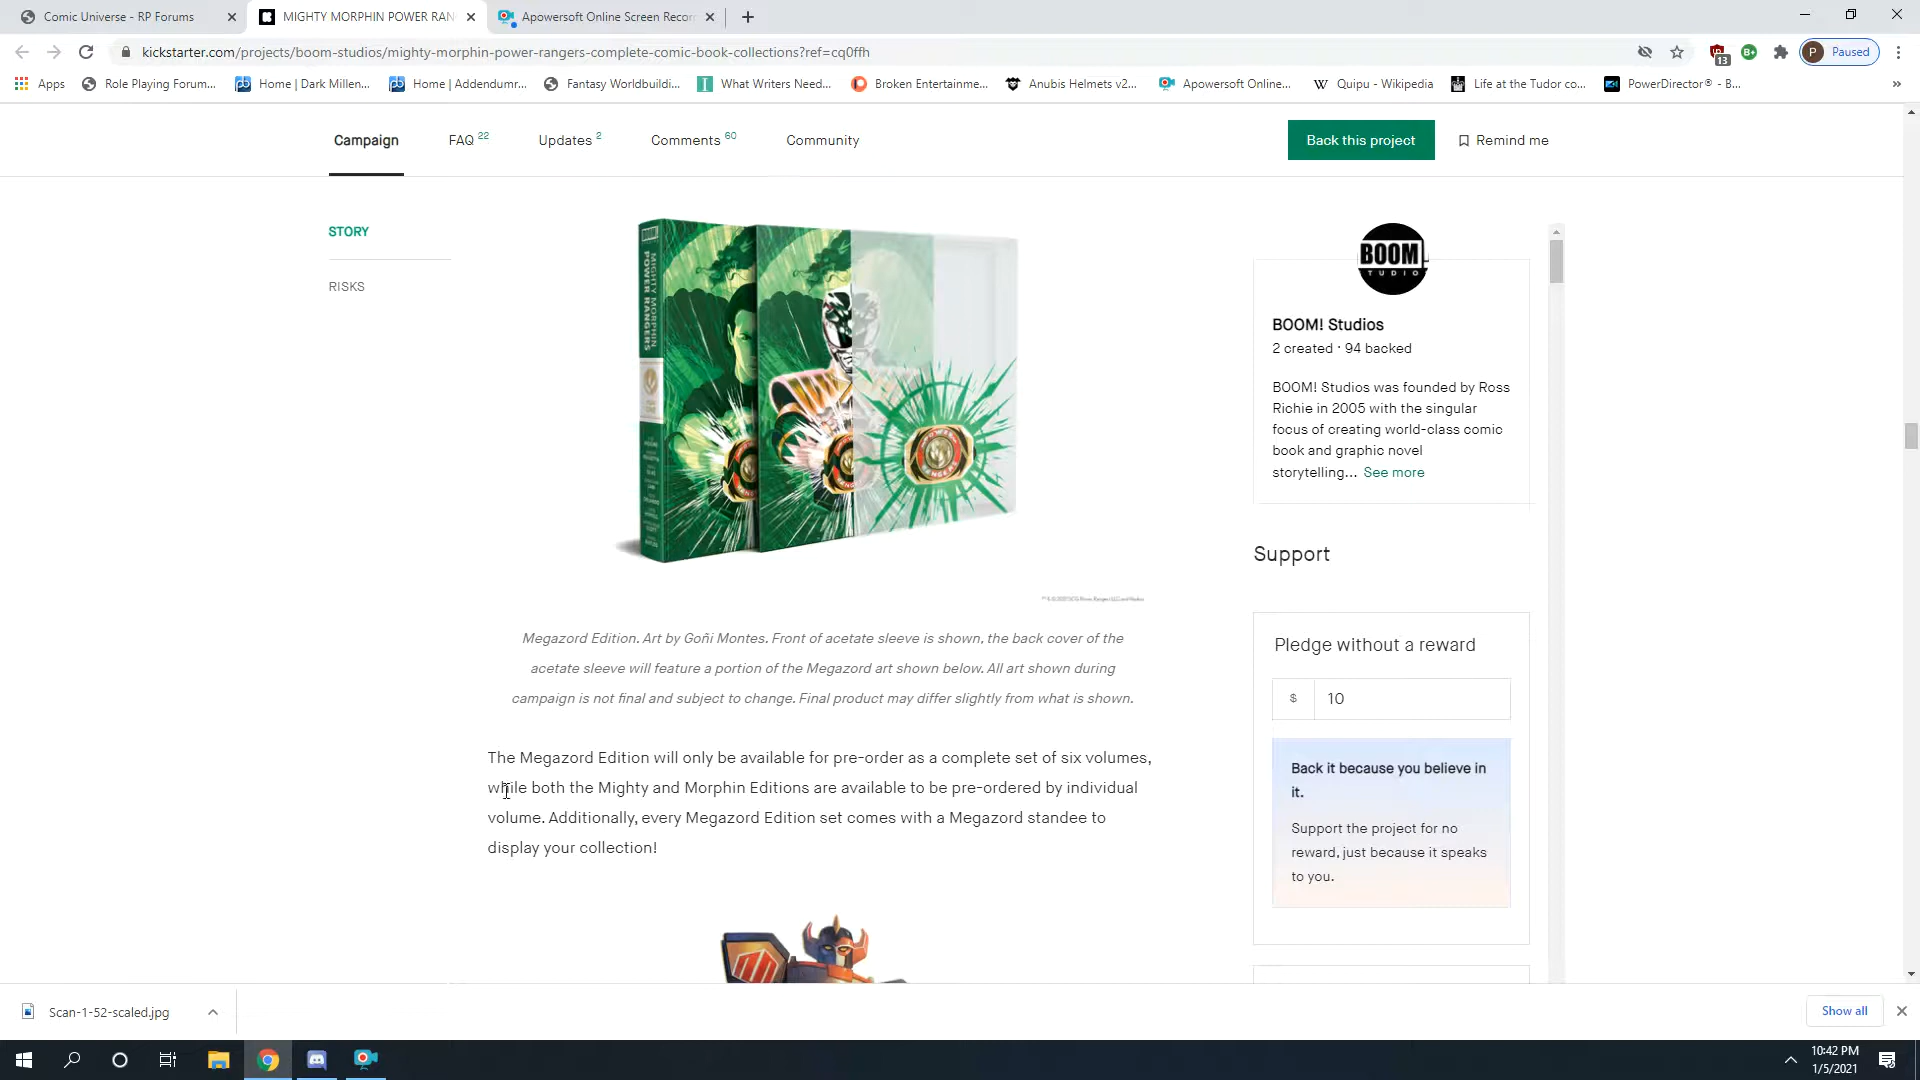 Comic Universe - RP Forums
MIGHTY MORPHIN POWER RAN
Apowersoft Online Screen Recor
kickstarter.com/projects/boom-studios/mighty-morphin-power-rangers-complete-comic-book-collections?ref=cq0ffh
13
B+
P Paused
Apps
Role Playing Forum...
Home | Dark Millen...
Home | Addendumr...
Fantasy Worldbuildi...
What Writers Need...
Broken Entertainme...
Anubis Helmets v2...
Apowersoft Online...
Quipu - Wikipedia
Life at the Tudor co...
PowerDirector® - B...
»
Campaign
FAQ 22
Updates 2
Comments 60
Community
Back this project
Remind me
STORY
RISKS
MIGHTY MORPHIN
POWER RANGERS
Megazord Edition. Art by Goñi Montes. Front of acetate sleeve is shown, the back cover of the
acetate sleeve will feature a portion of the Megazord art shown below. All art shown during
campaign is not final and subject to change. Final product may differ slightly from what is shown.
The Megazord Edition will only be available for pre-order as a complete set of six volumes,
while both the Mighty and Morphin Editions are available to be pre-ordered by individual
volume. Additionally, every Megazord Edition set comes with a Megazord standee to
display your collection!
BOOM!
TUDIO
BOOM! Studios
2 created · 94 backed
BOOM! Studios was founded by Ross
Richie in 2005 with the singular
focus of creating world-class comic
book and graphic novel
storytelling... See more
Support
Pledge without a reward
$ 10
Back it because you believe in
it.
Support the project for no
reward, just because it speaks
to you.
Scan-1-52-scaled.jpg
Show all
10:42 PM
1/5/2021